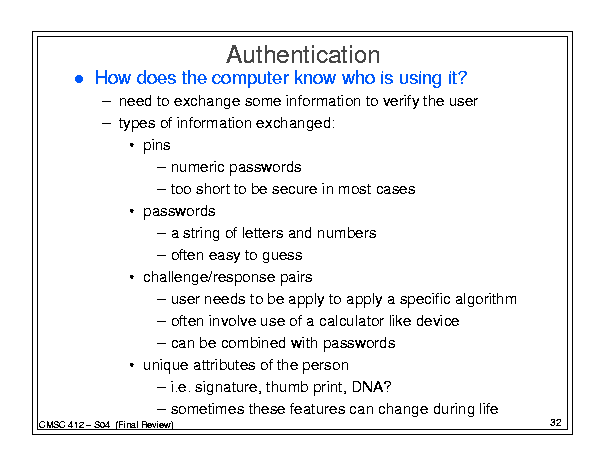 Authentication
● How does the computer know who is using it?
– need to exchange some information to verify the user
– types of information exchanged:
• pins
– numeric passwords
– too short to be secure in most cases
• passwords
– a string of letters and numbers
– often easy to guess
• challenge/response pairs
– user needs to be apply to apply a specific algorithm
– often involve use of a calculator like device
– can be combined with passwords
• unique attributes of the person
– i.e. signature, thumb print, DNA?
– sometimes these features can change during life
CMSC 412 – S04 (Final Review)
32